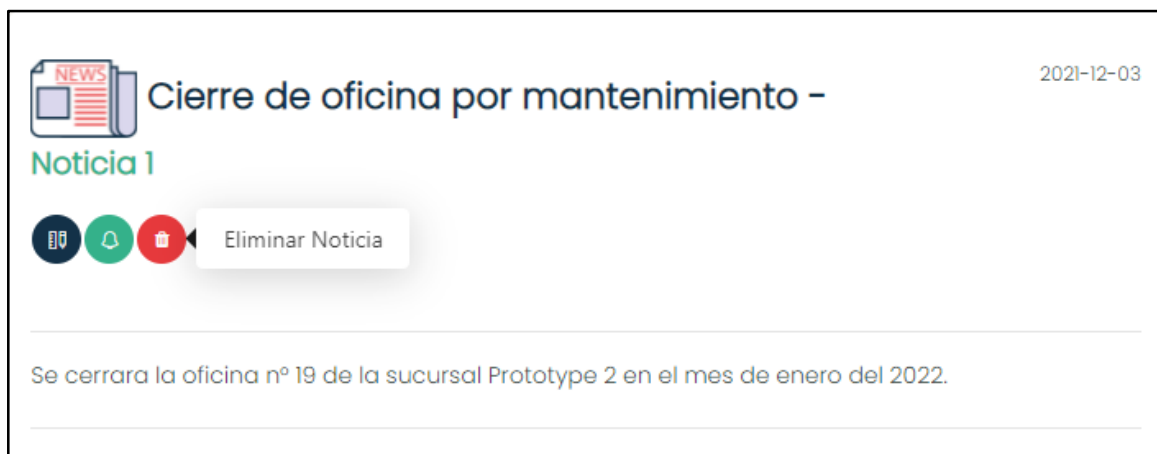 NEWS
Cierre de oficina por mantenimiento -
2021-12-03
Noticia 1
Eliminar Noticia
Se cerrara la oficina nº 19 de la sucursal Prototype 2 en el mes de enero del 2022.